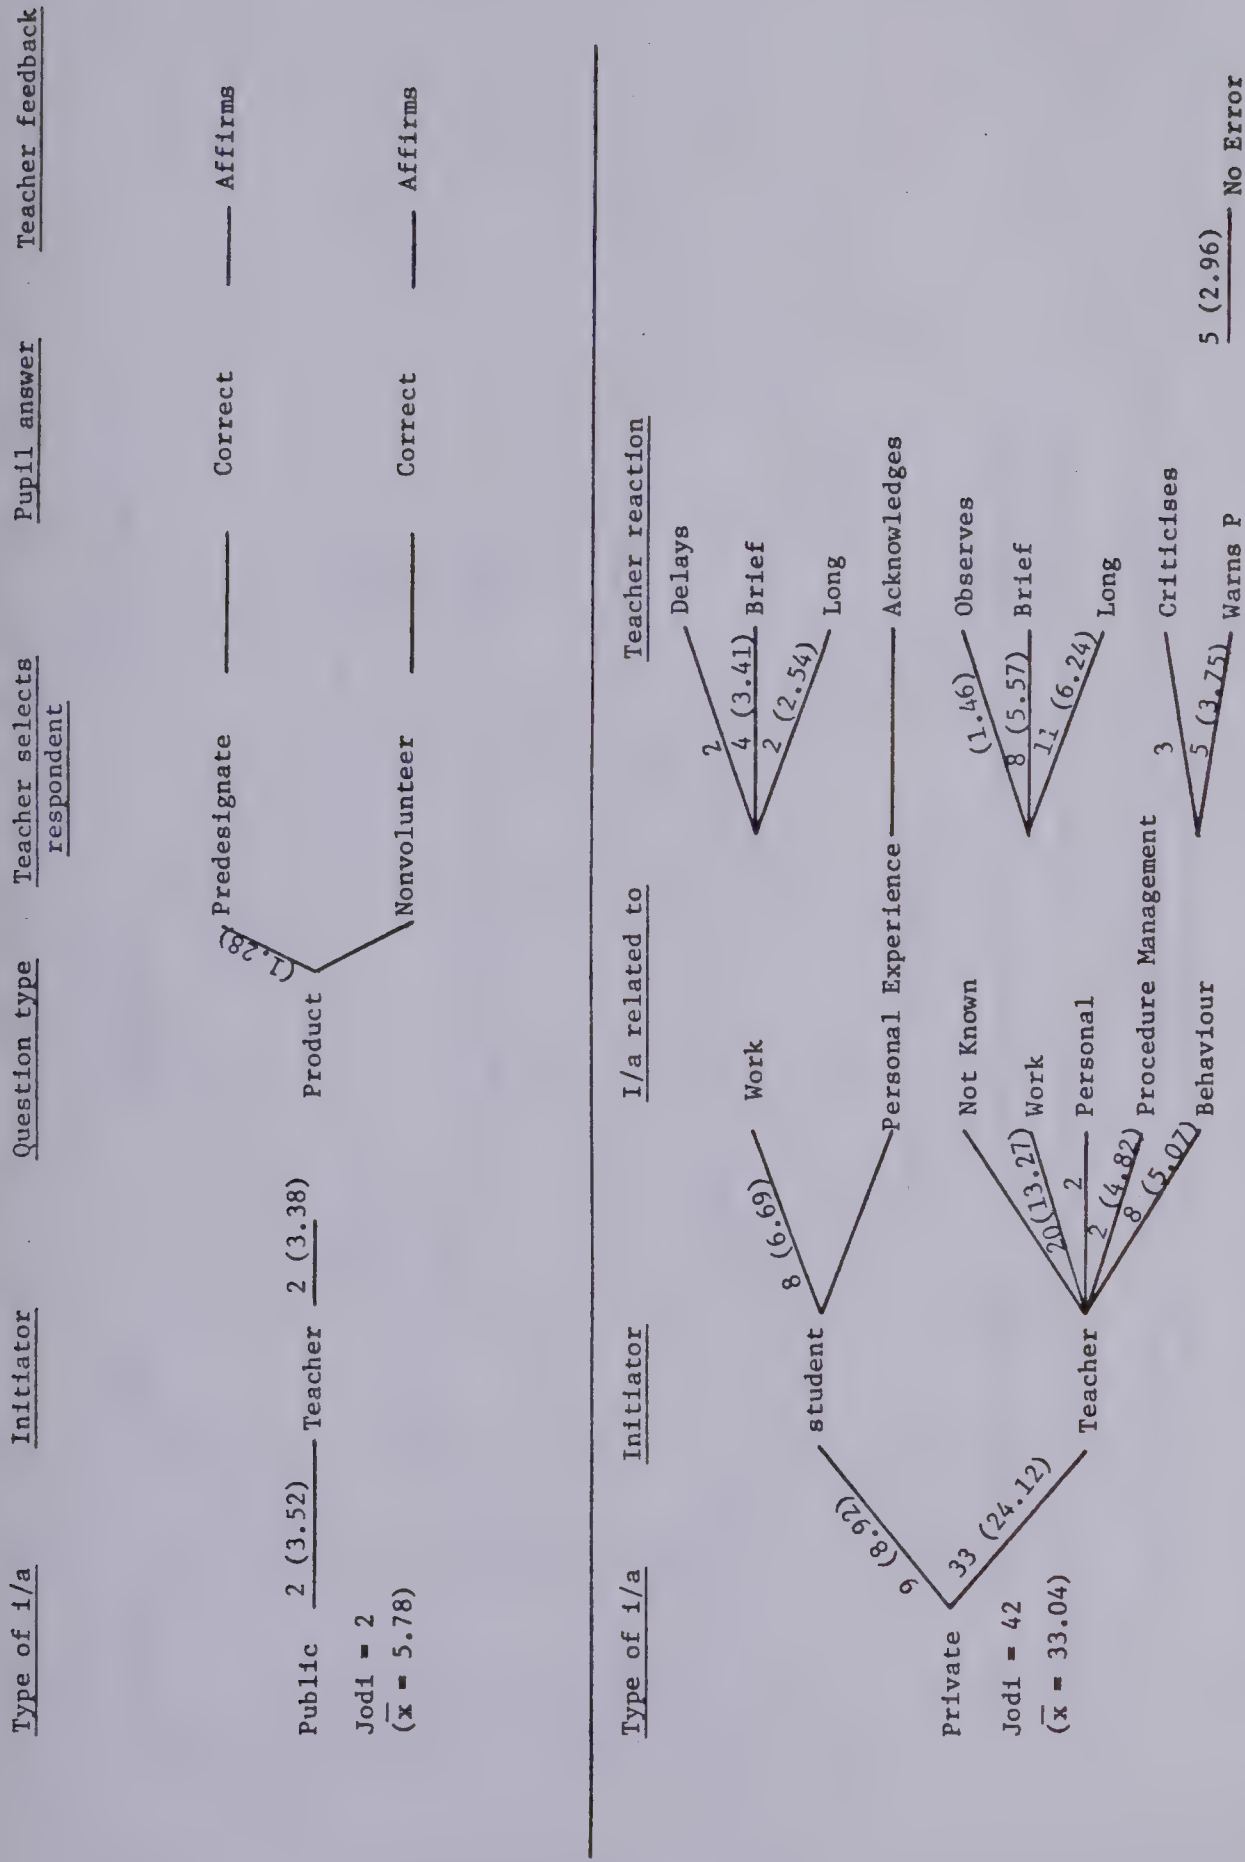 Type of i/a Initiator Question type Teacher selects respondent Pupil answer Teacher feedback
(1.28) Predesignate Correct Affirms
Public 2 (3.52) Teacher 2 (3.38) Product
Jodi = 2
(x̄ = 5.78)
Nonvolunteer Correct Affirms
Type of i/a Initiator I/a related to Teacher reaction
2 Delays
8 (6.69) Work 4 (3.41) Brief
2 (2.54) Long
9 (8.92) student
Personal Experience Acknowledges
Private
Jodi = 42
(x̄ = 33.04)
33 (24.12) Teacher
Not Known (1.46) Observes
20(13.27) Work 8 (5.57) Brief
2 Personal 11 (6.24) Long
2 (4.82) Procedure Management 3 Criticises
8 (5.07) Behaviour 5 (3.75) Warns P 5 (2.96) No Error